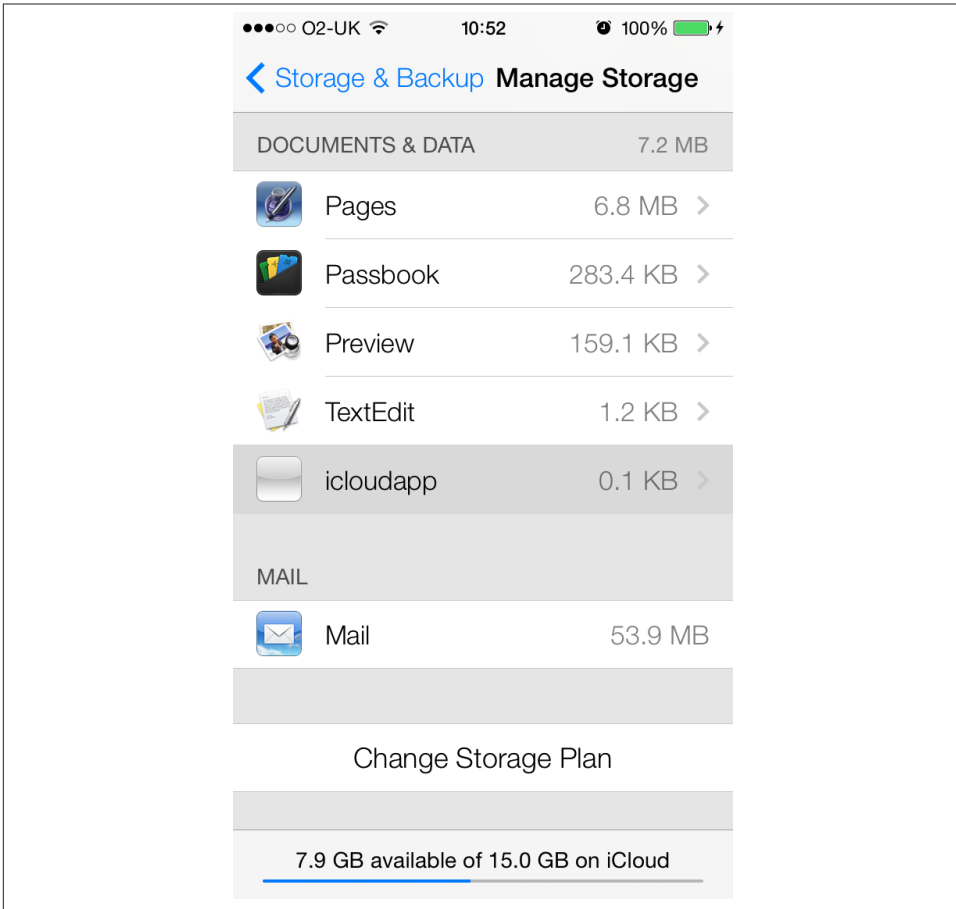 O2-UK 10:52 100%
Storage & Backup Manage Storage
DOCUMENTS & DATA 7.2 MB
Pages 6.8 MB
Passbook 283.4 KB
Preview 159.1 KB
TextEdit 1.2 KB
icloudapp 0.1 KB
MAIL
Mail 53.9 MB
Change Storage Plan
7.9 GB available of 15.0 GB on iCloud